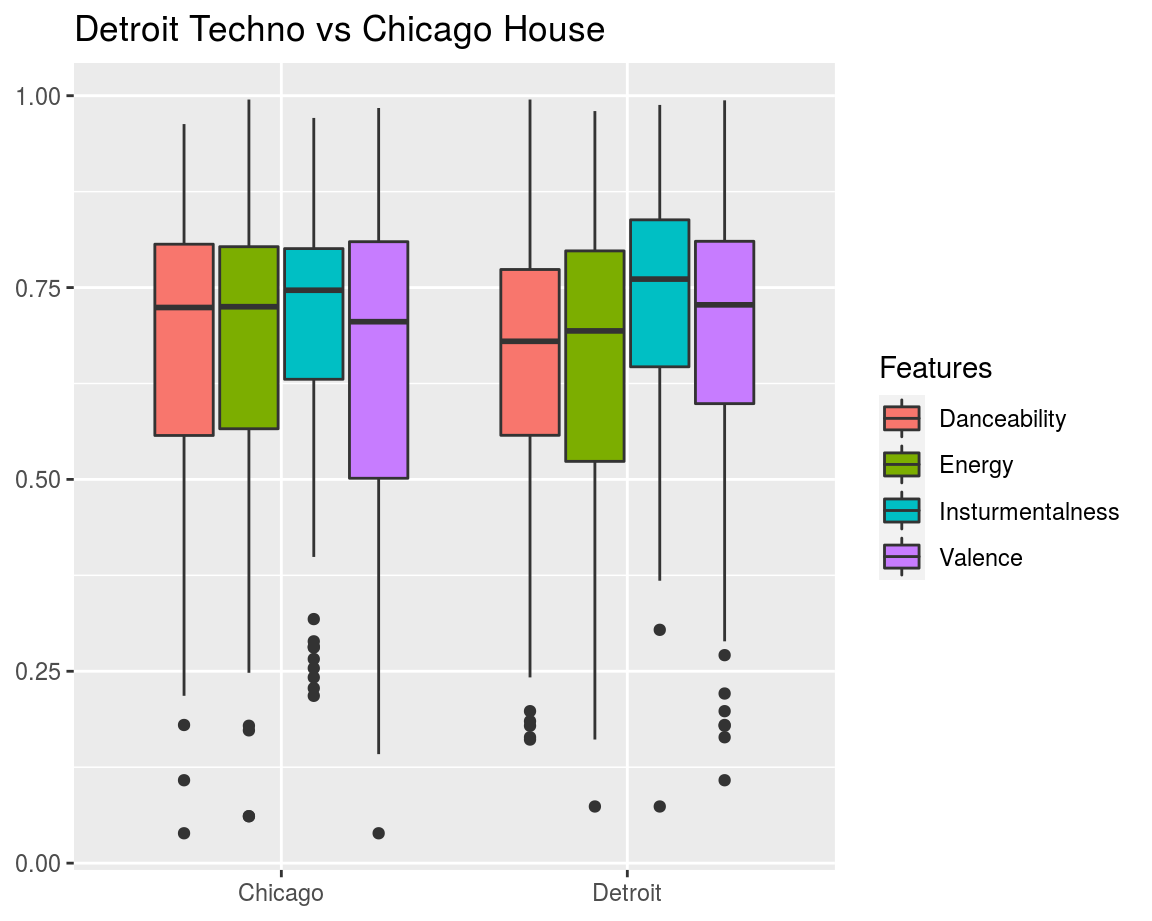 Detroit Techno vs Chicago House
1.00
0.75
0.50
0.25
0.00
Chicago
Detroit
Features
Danceability
Energy
Insturmentalness
Valence